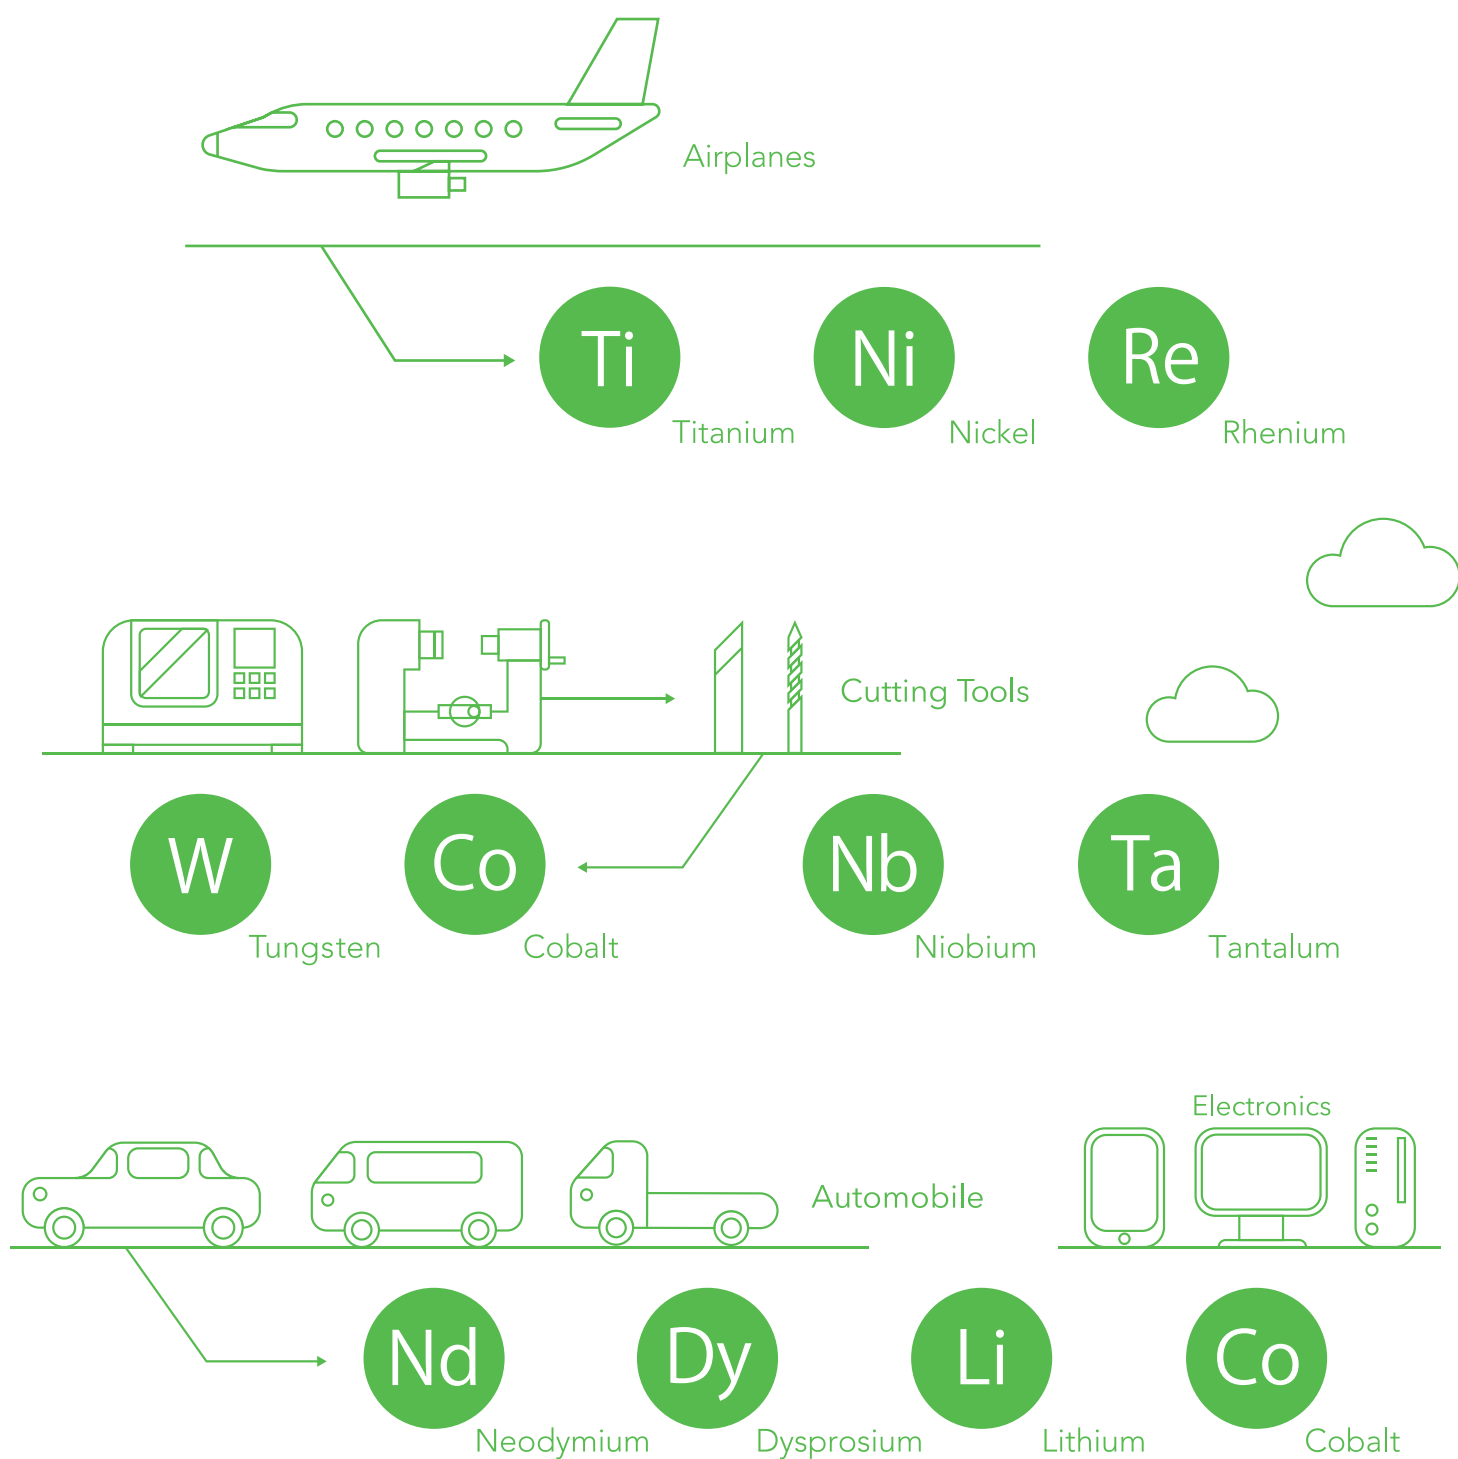 Airplanes
Ti
Ni
Re
Titanium
Nickel
Rhenium
Cutting Tools
W
Co
Nb
Ta
Tungsten
Cobalt
Niobium
Tantalum
Electronics
Automobile
Nd
Dy
Li
Co
Neodymium
Dysprosium
Lithium
Cobalt